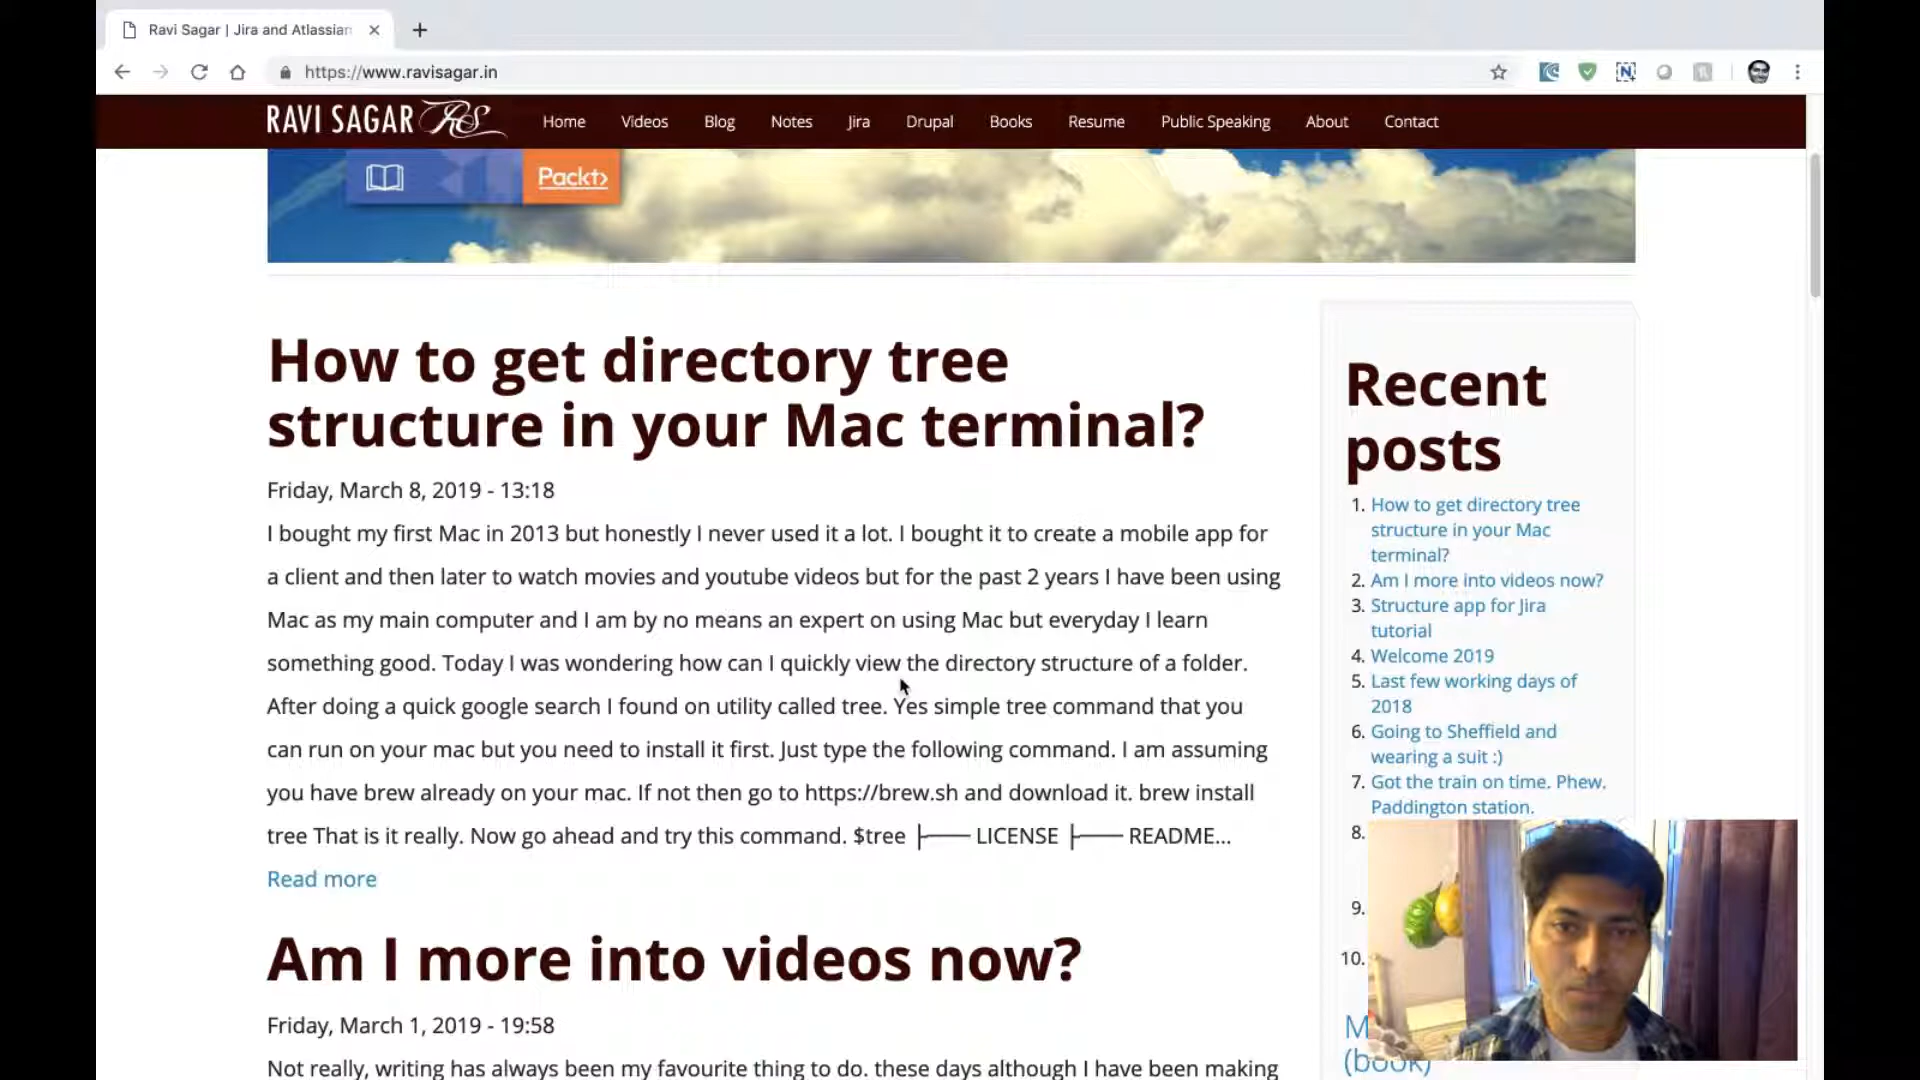 Ravi Sagar | Jira and Atlassian
https://www.ravisagar.in
RAVI SAGAR RS
Home Videos Blog Notes Jira Drupal Books Resume Public Speaking About Contact
Packt>
How to get directory tree
structure in your Mac terminal?
Friday, March 8, 2019 - 13:18
I bought my first Mac in 2013 but honestly I never used it a lot. I bought it to create a mobile app for
a client and then later to watch movies and youtube videos but for the past 2 years I have been using
Mac as my main computer and I am by no means an expert on using Mac but everyday I learn
something good. Today I was wondering how can I quickly view the directory structure of a folder.
After doing a quick google search I found on utility called tree. Yes simple tree command that you
can run on your mac but you need to install it first. Just type the following command. I am assuming
you have brew already on your mac. If not then go to https://brew.sh and download it. brew install
tree That is it really. Now go ahead and try this command. $tree ├── LICENSE ├── README...
Read more
Am I more into videos now?
Friday, March 1, 2019 - 19:58
Not really, writing has always been my favourite thing to do. these days although I have been making
Recent
posts
1. How to get directory tree
structure in your Mac
terminal?
2. Am I more into videos now?
3. Structure app for Jira
tutorial
4. Welcome 2019
5. Last few working days of
2018
6. Going to Sheffield and
wearing a suit :)
7. Got the train on time. Phew.
Paddington station.
8.
9.
10.
(book)